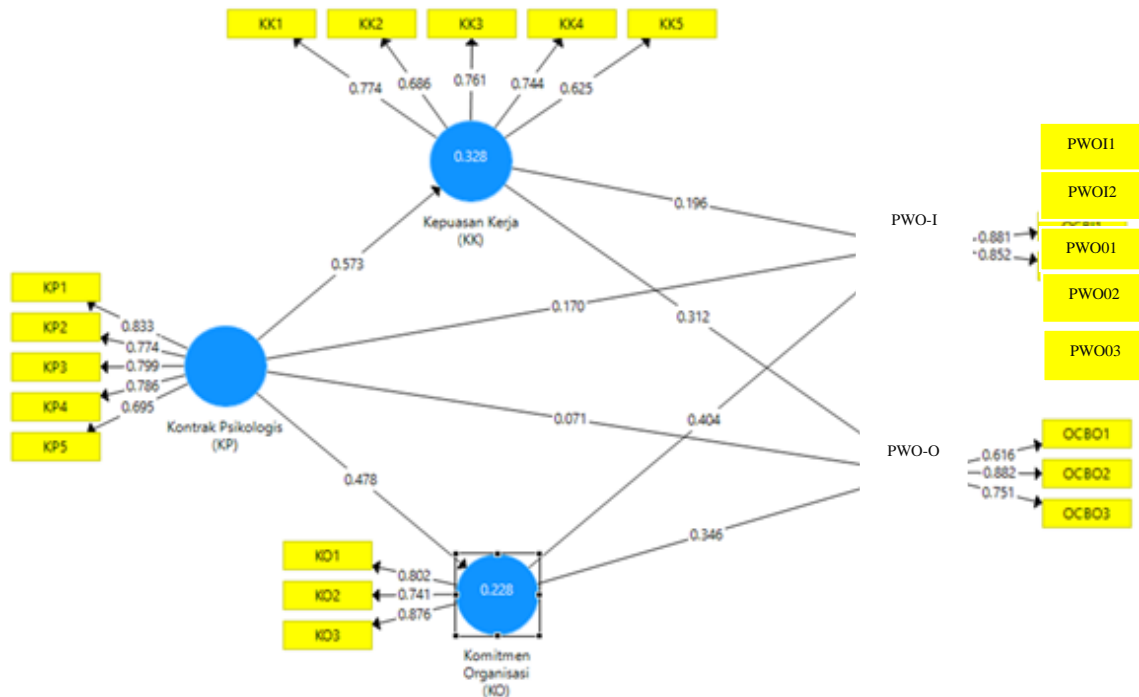 KK1
KK2
KK3
KK4
KK5
0.774
0.686
0.761
0.744
0.625
0.328
Kepuasan Kerja
(KK)
PWOI1
PWOI2
PWO-I
0.196
0.881
0.852
PWO01
PWO02
PWO03
0.573
0.170
0.312
KP1
KP2
KP3
KP4
KP5
0.833
0.774
0.799
0.786
0.695
Kontrak Psikologis
(KP)
0.071
0.404
PWO-O
0.616
0.882
0.751
OCBO1
OCBO2
OCBO3
0.478
0.346
KO1
KO2
KO3
0.802
0.741
0.876
0.228
Komitmen
Organisasi
(KO)